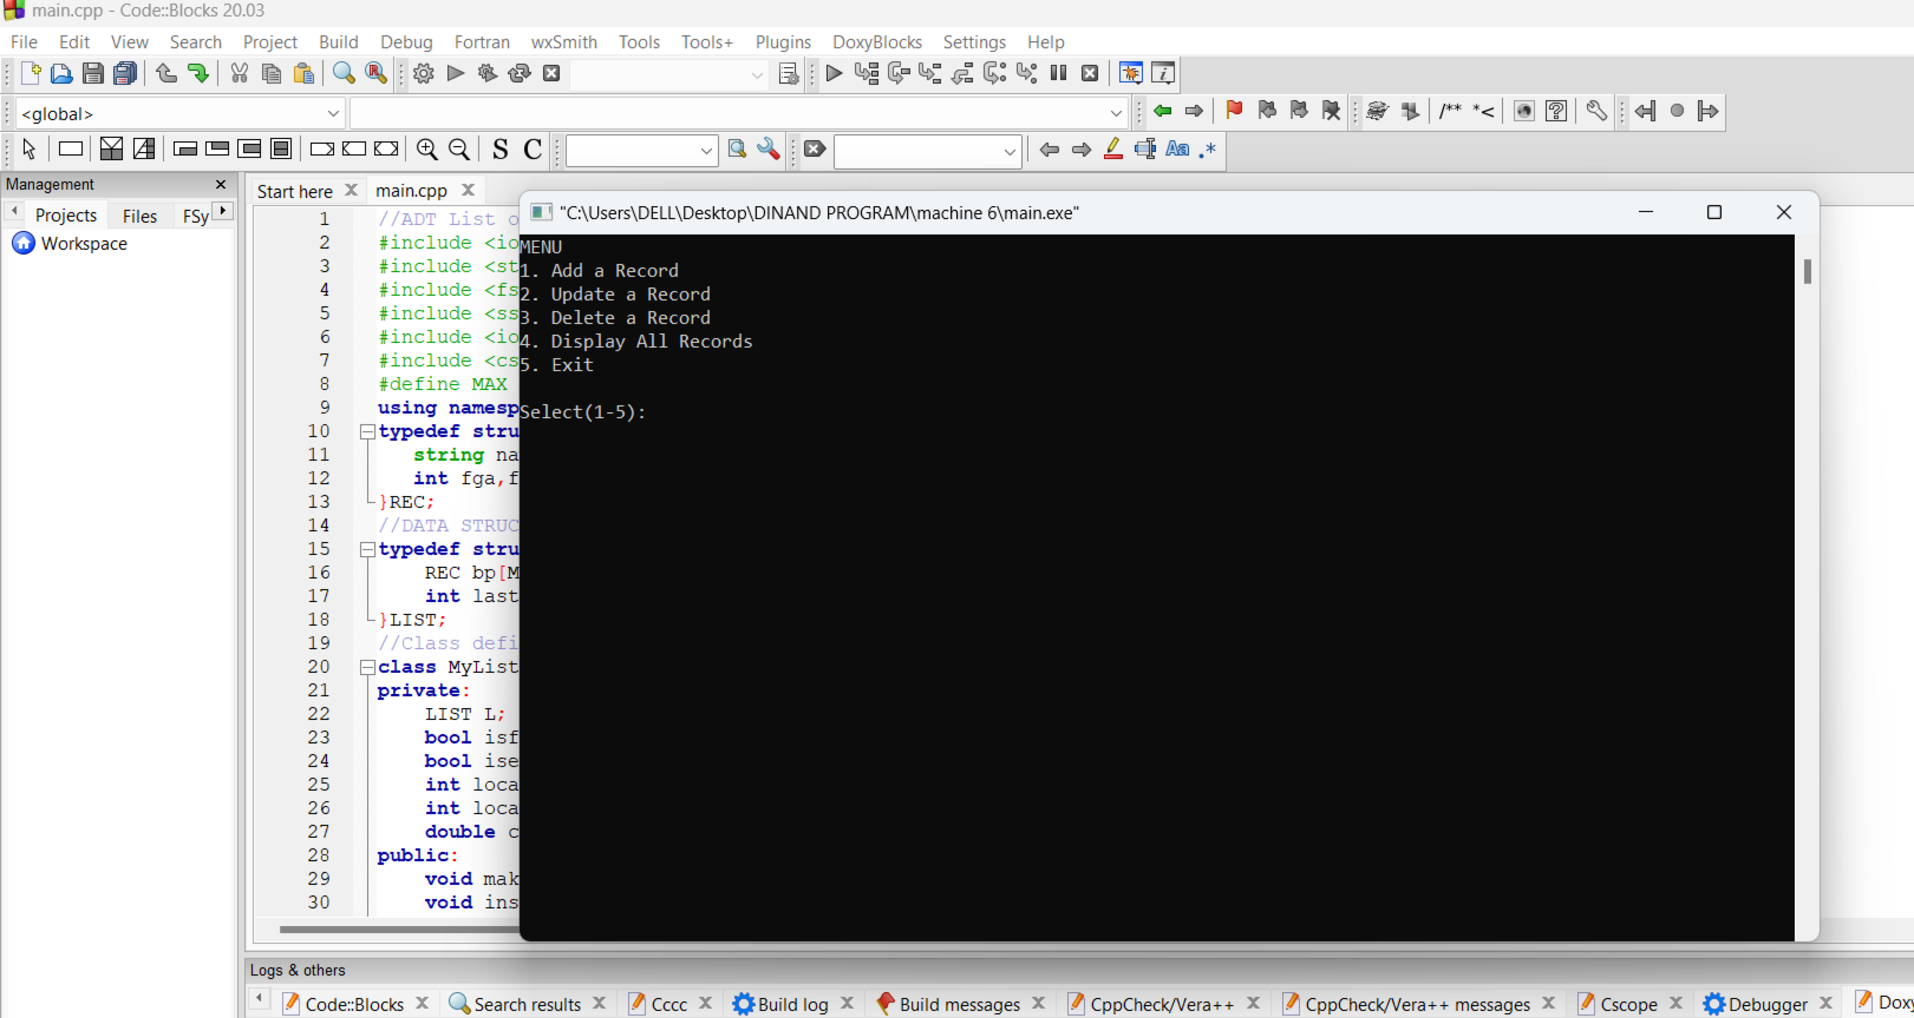 main.cpp - Code::Blocks 20.03
File Edit View Search Project Build Debug Fortran wxSmith Tools Tools+ Plugins DoxyBlocks Settings Help
<global>
/** *<
S C
Aa .*
Management
Projects Files FSy
Workspace
Start here main.cpp
"C:\Users\DELL\Desktop\DINAND PROGRAM\machine 6\main.exe"
1 //ADT List o
2 #include <io
3 #include <st
4 #include <fs
5 #include <ss
6 #include <io
7 #include <cs
8 #define MAX
9 using namesp
10 typedef stru
11 string na
12 int fga,f
13 }REC;
14 //DATA STRUC
15 typedef stru
16 REC bp[M
17 int last
18 }LIST;
19 //Class defi
20 class MyList
21 private:
22 LIST L;
23 bool isf
24 bool ise
25 int loca
26 int loca
27 double c
28 public:
29 void mak
30 void ins
MENU
1. Add a Record
2. Update a Record
3. Delete a Record
4. Display All Records
5. Exit
Select(1-5):
Logs & others
Code::Blocks Search results Cccc Build log Build messages CppCheck/Vera++ CppCheck/Vera++ messages Cscope Debugger Doxy